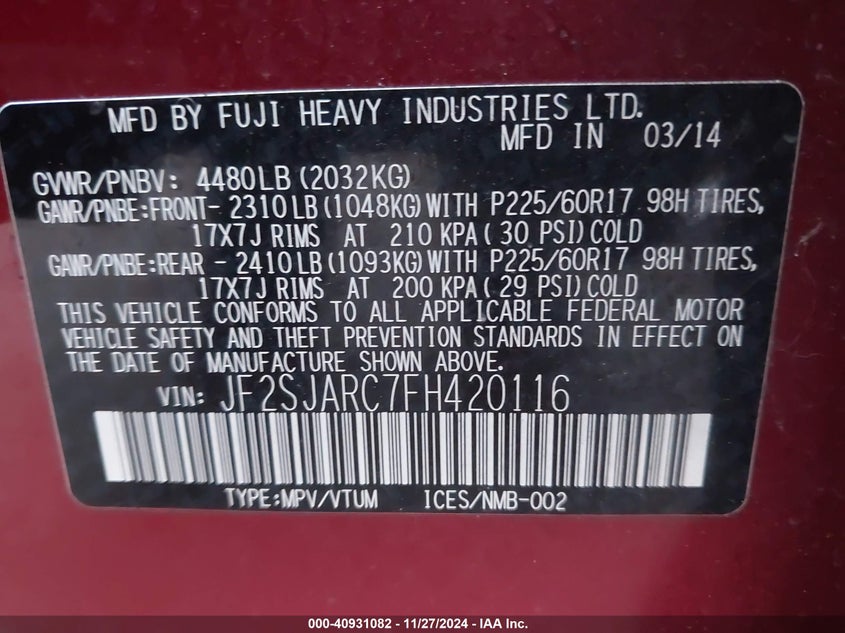 MFD BY FUJI HEAVY INDUSTRIES LTD.
MFD IN 03/14
GVWR/PNBV: 4480LB (2032KG)
GAWR/PNBE:FRONT- 2310LB (1048KG) WITH P225/60R17 98H TIRES,
17X7J RIMS AT 210 KPA ( 30 PSI) COLD
GAWR/PNBE:REAR - 2410LB (1093KG) WITH P225/60R17 98H TIRES,
17X7J RIMS AT 200 KPA ( 29 PSI) COLD
THIS VEHICLE CONFORMS TO ALL APPLICABLE FEDERAL MOTOR
VEHICLE SAFETY AND THEFT PREVENTION STANDARDS IN EFFECT ON
THE DATE OF MANUFACTURE SHOWN ABOVE.
VIN: JF2SJARC7FH420116
TYPE:MPV/VTUM ICES/NMB-002
000-40931082 - 11/27/2024 - IAA Inc.